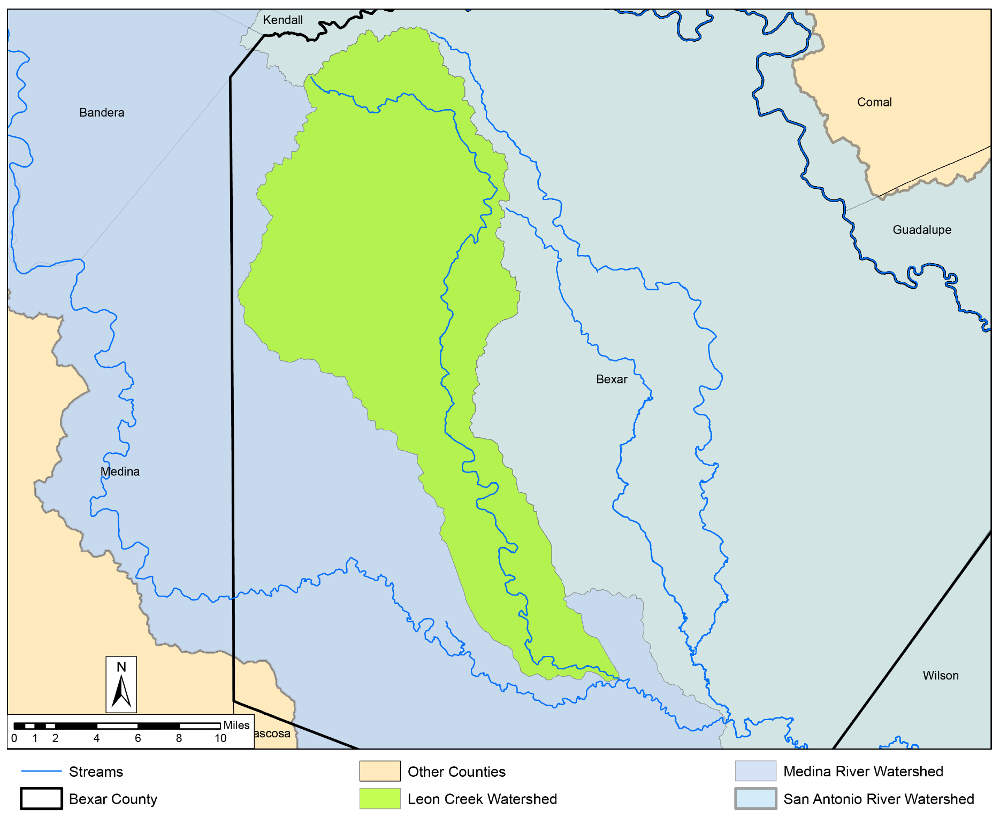 Kendall
Bandera
Comal
Guadalupe
Bexar
Medina
Wilson
N
Miles
0 1 2 4 6 8 10
ascosa
Streams
Other Counties
Medina River Watershed
Bexar County
Leon Creek Watershed
San Antonio River Watershed